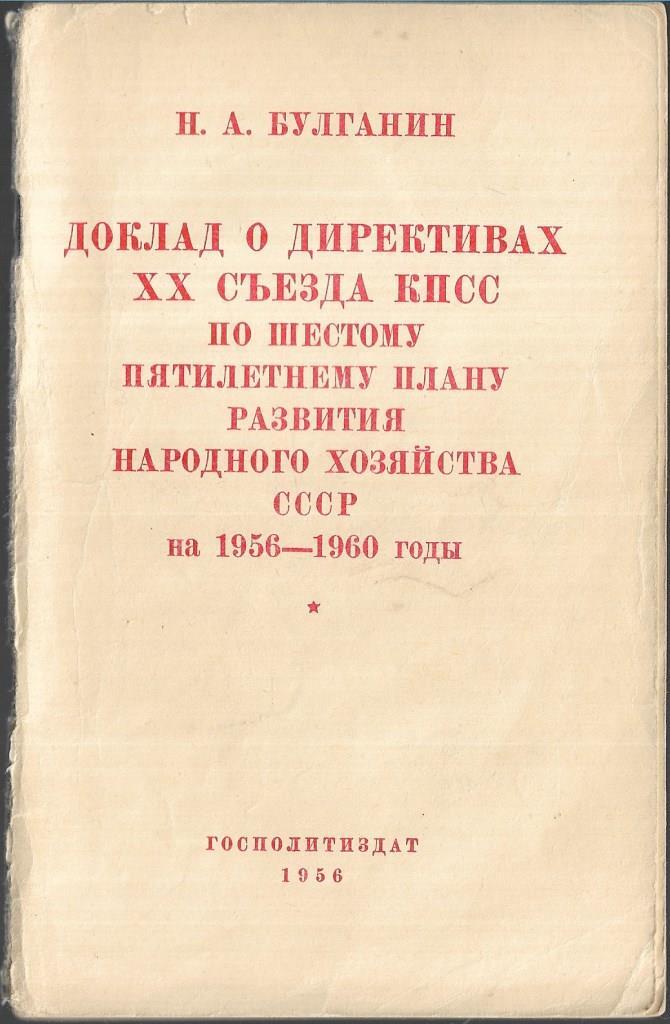 Н. А. БУЛГАНИН
ДОКЛАД О ДИРЕКТИВАХ
XX СЪЕЗДА КПСС
ПО ШЕСТОМУ
ПЯТИЛЕТНЕМУ ПЛАНУ
РАЗВИТИЯ
НАРОДНОГО ХОЗЯЙСТВА
СССР
на 1956—1960 годы
ГОСПОЛИТИЗДАТ
1956